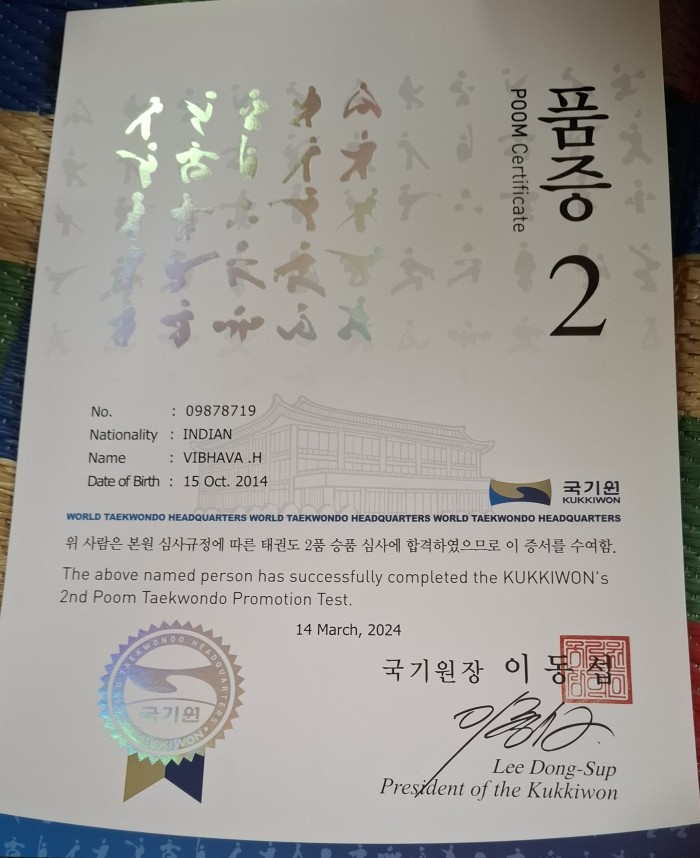 품증
POOM Certificate
2
No. : 09878719
Nationality : INDIAN
Name : VIBHAVA .H
Date of Birth : 15 Oct. 2014
국기원
KUKKIWON
WORLD TAEKWONDO HEADQUARTERS WORLD TAEKWONDO HEADQUARTERS WORLD TAEKWONDO HEADQUARTERS
위 사람은 본원 심사규정에 따른 태권도 2품 승품 심사에 합격하였으므로 이 증서를 수여함.
The above named person has successfully completed the KUKKIWON's
2nd Poom Taekwondo Promotion Test.
14 March, 2024
국기원장 이동섭
Lee Dong-Sup
President of the Kukkiwon
WORLD TAEKWONDO HEADQUARTERS
국기원
KUKKIWON